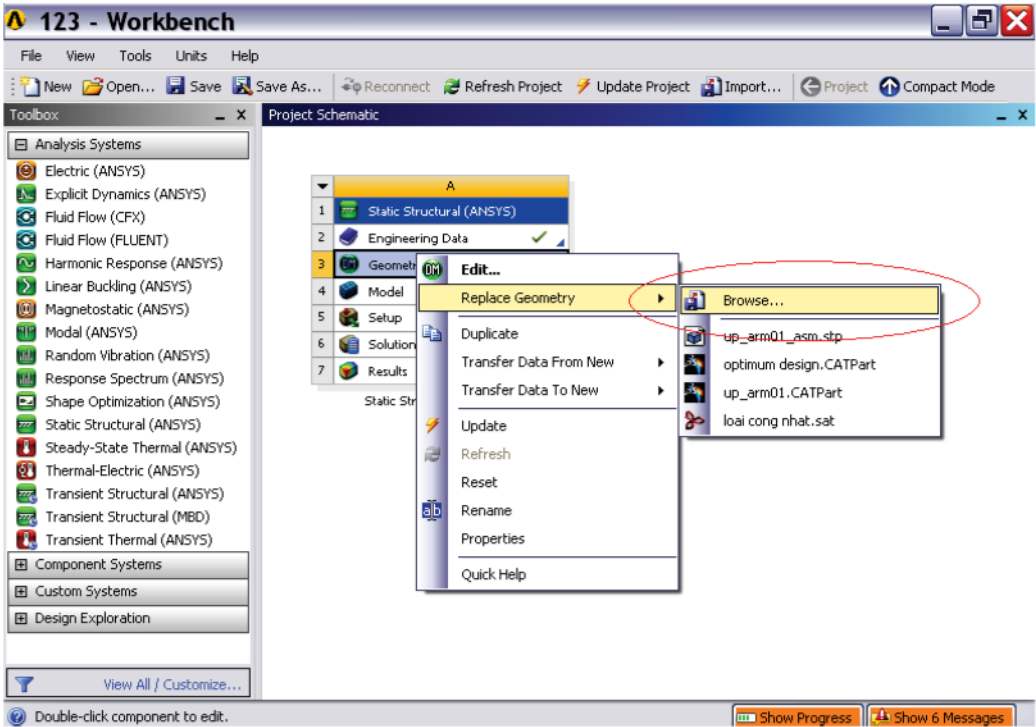 123 - Workbench
File View Tools Units Help
New Open... Save Save As... Reconnect Refresh Project Update Project Import... Project Compact Mode
Toolbox
Analysis Systems
Electric (ANSYS)
Explicit Dynamics (ANSYS)
Fluid Flow (CFX)
Fluid Flow (FLUENT)
Harmonic Response (ANSYS)
Linear Buckling (ANSYS)
Magnetostatic (ANSYS)
Modal (ANSYS)
Random Vibration (ANSYS)
Response Spectrum (ANSYS)
Shape Optimization (ANSYS)
Static Structural (ANSYS)
Steady-State Thermal (ANSYS)
Thermal-Electric (ANSYS)
Transient Structural (ANSYS)
Transient Structural (MBD)
Transient Thermal (ANSYS)
Component Systems
Custom Systems
Design Exploration
View All / Customize...
Project Schematic
A
1 Static Structural (ANSYS)
2 Engineering Data
3 Geometr
4 Model
5 Setup
6 Solution
7 Results
Static Str
DM Edit...
Replace Geometry
Duplicate
Transfer Data From New
Transfer Data To New
Update
Refresh
Reset
ab Rename
Properties
Quick Help
Browse...
up_arm01_asm.stp
optimum design.CATPart
up_arm01.CATPart
loai cong nhat.sat
Double-click component to edit.
Show Progress Show 6 Messages